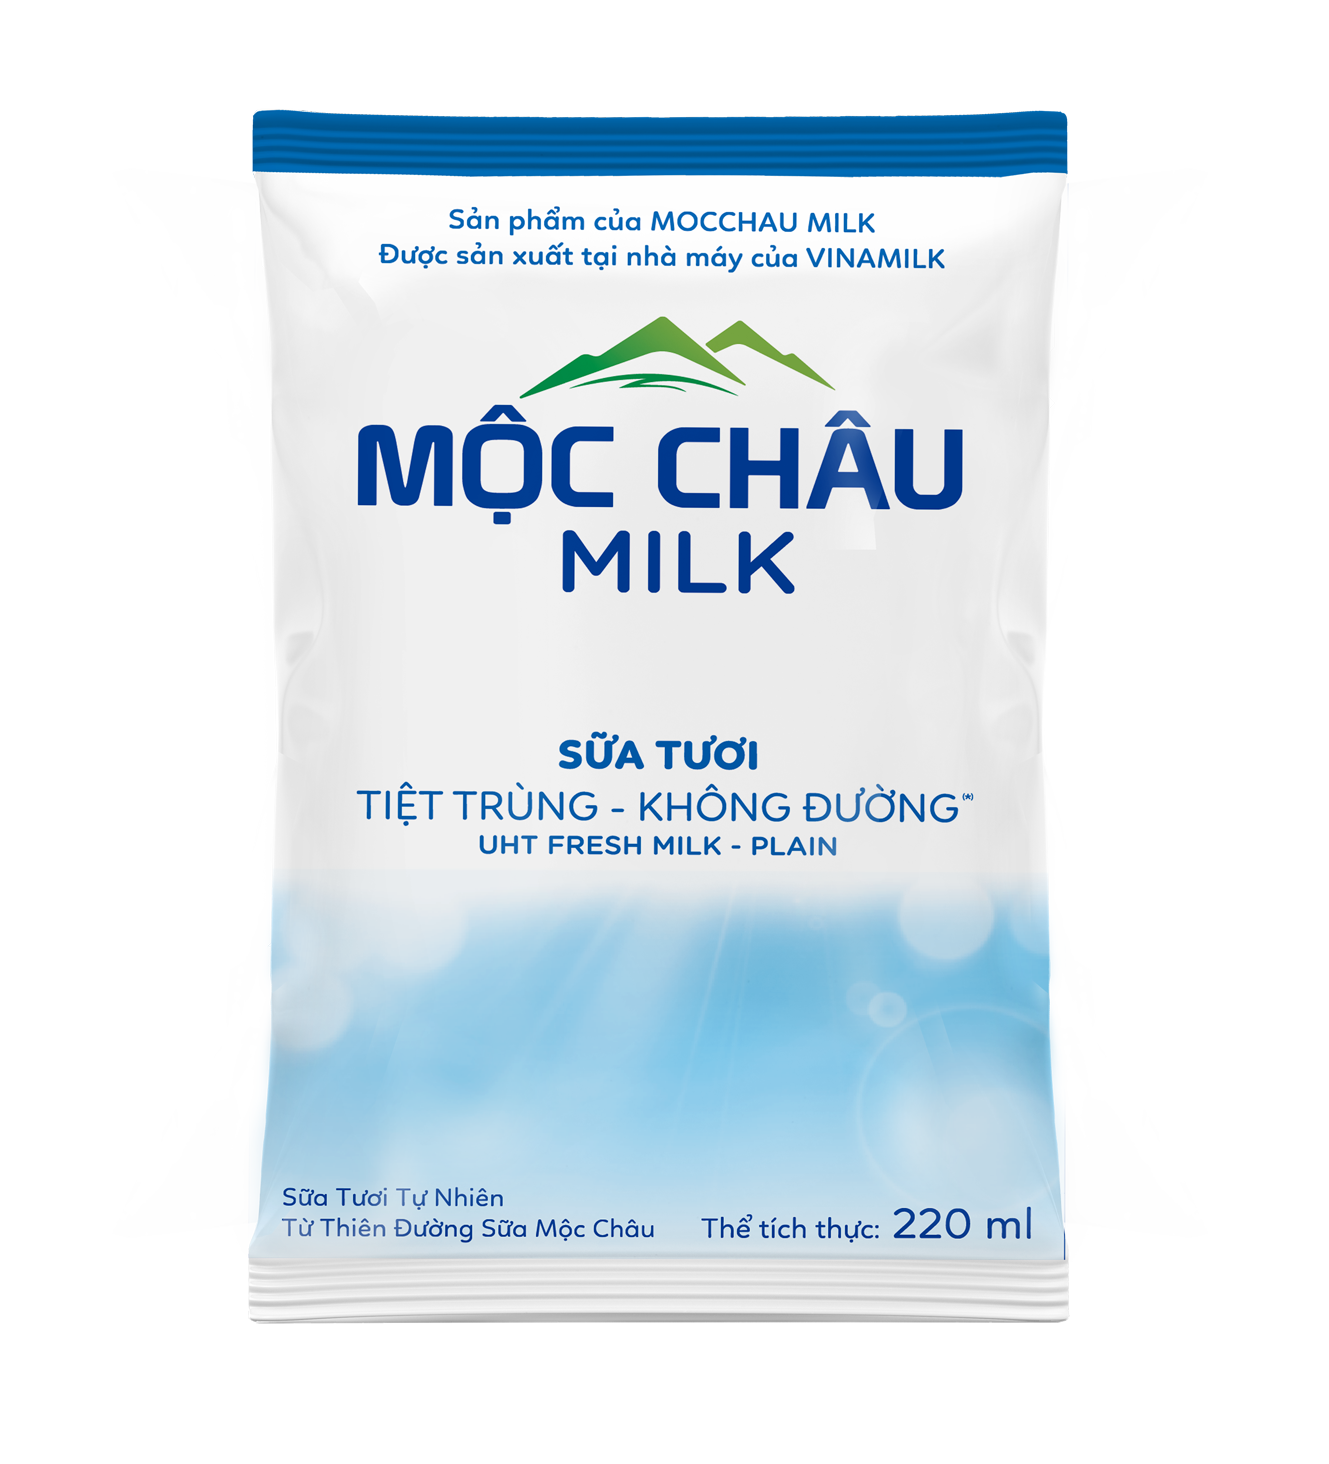 Sản phẩm của MOCCHAU MILK
Được sản xuất tại nhà máy của VINAMILK
MỘC CHÂU
MILK
SỮA TƯƠI
TIỆT TRÙNG - KHÔNG ĐƯỜNG(*)
UHT FRESH MILK - PLAIN
Sữa Tươi Tự Nhiên
Từ Thiên Đường Sữa Mộc Châu
Thể tích thực: 220 ml